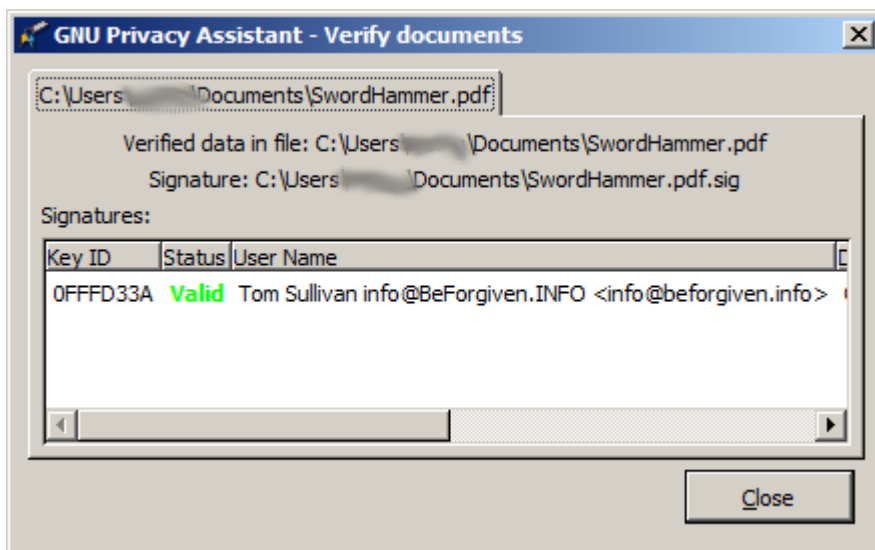 GNU Privacy Assistant - Verify documents
C:\Users\ \Documents\SwordHammer.pdf
Verified data in file: C:\Users\ \Documents\SwordHammer.pdf
Signature: C:\Users\ \Documents\SwordHammer.pdf.sig
Signatures:
Key ID Status User Name
0FFFD33A Valid Tom Sullivan info@BeForgiven.INFO <info@beforgiven.info>
Close